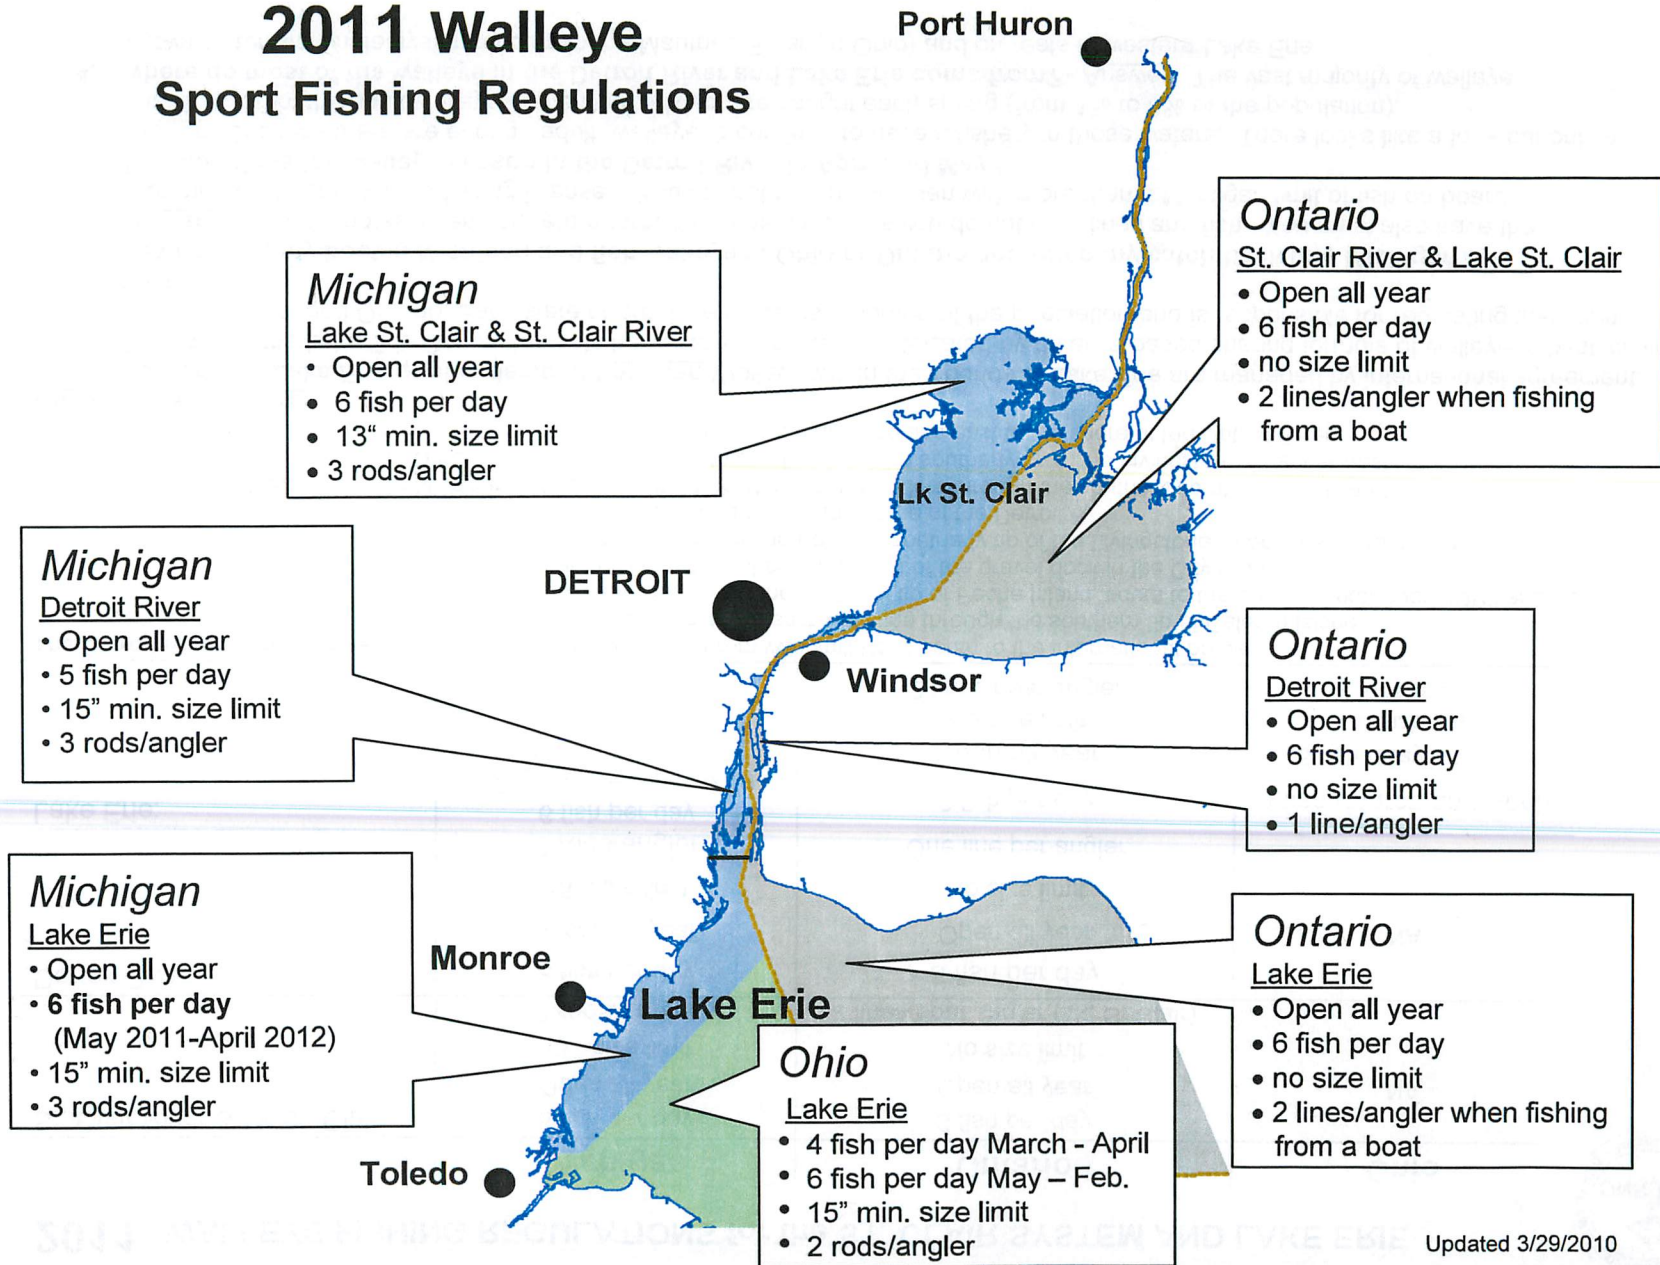 2011 Walleye
Sport Fishing Regulations
Port Huron
Ontario
St. Clair River & Lake St. Clair
• Open all year
• 6 fish per day
• no size limit
• 2 lines/angler when fishing
from a boat
Michigan
Lake St. Clair & St. Clair River
• Open all year
• 6 fish per day
• 13“ min. size limit
• 3 rods/angler
Lk St. Clair
Michigan
Detroit River
• Open all year
• 5 fish per day
• 15” min. size limit
• 3 rods/angler
DETROIT
Windsor
Ontario
Detroit River
• Open all year
• 6 fish per day
• no size limit
• 1 line/angler
Michigan
Lake Erie
• Open all year
• 6 fish per day
(May 2011-April 2012)
• 15” min. size limit
• 3 rods/angler
Monroe
Lake Erie
Ontario
Lake Erie
• Open all year
• 6 fish per day
• no size limit
• 2 lines/angler when fishing
from a boat
Toledo
Ohio
Lake Erie
• 4 fish per day March - April
• 6 fish per day May – Feb.
• 15” min. size limit
• 2 rods/angler
Updated 3/29/2010